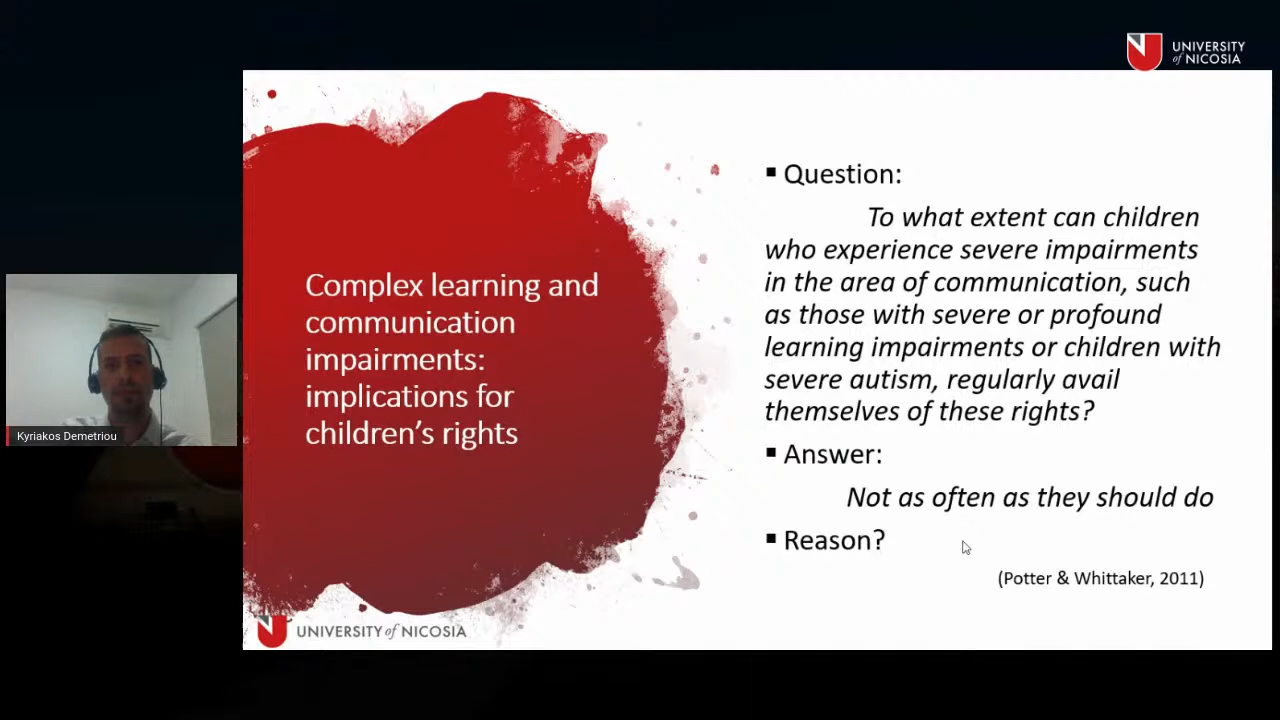 UNIVERSITY
of NICOSIA
Complex learning and
communication
impairments:
implications for
children's rights
▪ Question:
To what extent can children
who experience severe impairments
in the area of communication, such
as those with severe or profound
learning impairments or children with
severe autism, regularly avail
themselves of these rights?
▪ Answer:
Not as often as they should do
▪ Reason?
(Potter & Whittaker, 2011)
Kyriakos Demetriou
UNIVERSITY of NICOSIA